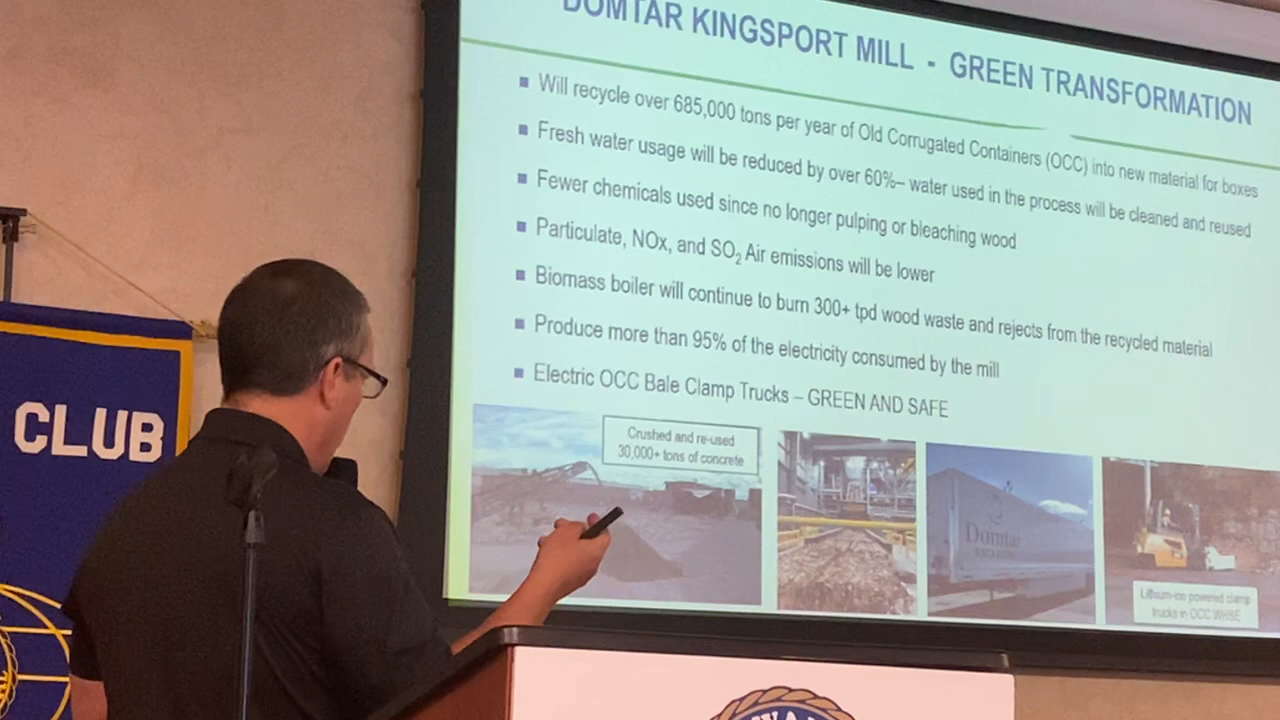 DOMTAR KINGSPORT MILL - GREEN TRANSFORMATION
Will recycle over 685,000 tons per year of Old Corrugated Containers (OCC) into new material for boxes
Fresh water usage will be reduced by over 60%– water used in the process will be cleaned and reused
Fewer chemicals used since no longer pulping or bleaching wood
Particulate, NOx, and SO₂ Air emissions will be lower
Biomass boiler will continue to burn 300+ tpd wood waste and rejects from the recycled material
Produce more than 95% of the electricity consumed by the mill
Electric OCC Bale Clamp Trucks – GREEN AND SAFE
Crushed and re-used
30,000+ tons of concrete
Domtar
Lithium-ion powered clamp
trucks in OCC WHSE
CLUB